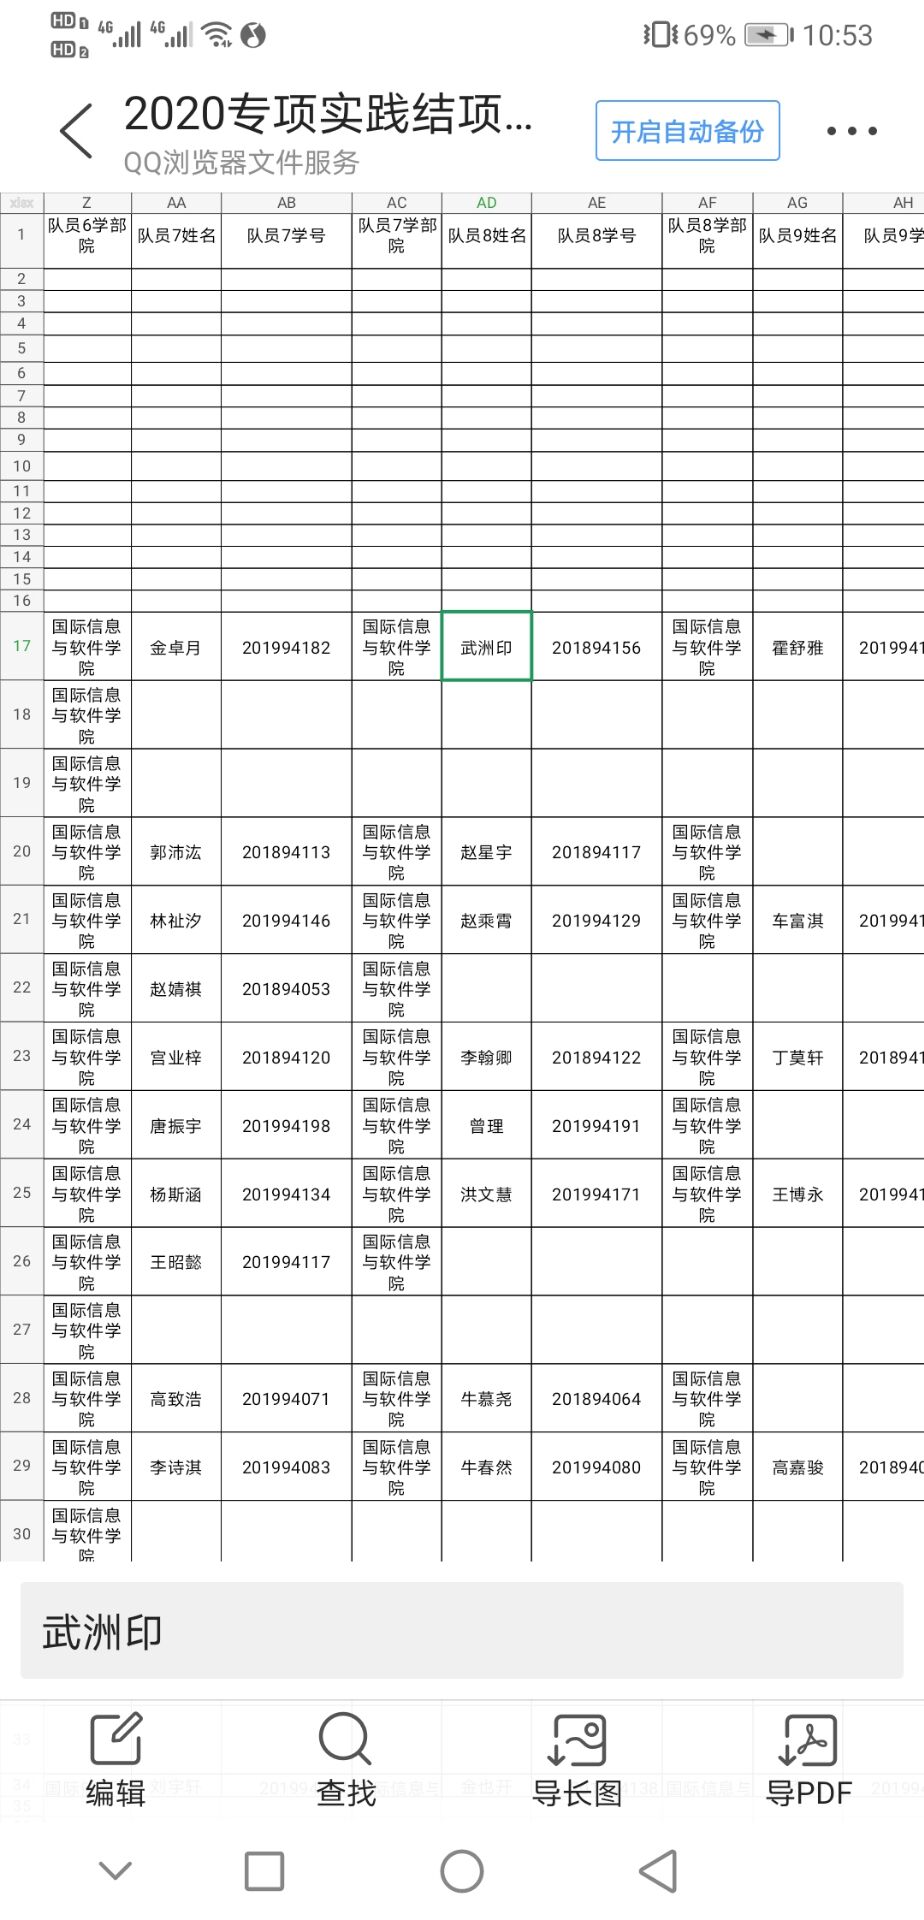 HD 1 4G 4G 69% 10:53
HD 2
2020专项实践结项...
QQ浏览器文件服务
开启自动备份
xlsx Z AA AB AC AD AE AF AG AH
1 队员6学部院 队员7姓名 队员7学号 队员7学部院 队员8姓名 队员8学号 队员8学部院 队员9姓名 队员9学
2
3
4
5
6
7
8
9
10
11
12
13
14
15
16
17 国际信息与软件学院 金卓月 201994182 国际信息与软件学院 武洲印 201894156 国际信息与软件学院 霍舒雅 2019941
18 国际信息与软件学院
19 国际信息与软件学院
20 国际信息与软件学院 郭沛汯 201894113 国际信息与软件学院 赵星宇 201894117 国际信息与软件学院
21 国际信息与软件学院 林祉汐 201994146 国际信息与软件学院 赵乘霄 201994129 国际信息与软件学院 车富淇 2019941
22 国际信息与软件学院 赵婧祺 201894053 国际信息与软件学院
23 国际信息与软件学院 宫业梓 201894120 国际信息与软件学院 李翰卿 201894122 国际信息与软件学院 丁莫轩 2018941
24 国际信息与软件学院 唐振宇 201994198 国际信息与软件学院 曾理 201994191 国际信息与软件学院
25 国际信息与软件学院 杨斯涵 201994134 国际信息与软件学院 洪文慧 201994171 国际信息与软件学院 王博永 2019941
26 国际信息与软件学院 王昭懿 201994117 国际信息与软件学院
27 国际信息与软件学院
28 国际信息与软件学院 高致浩 201994071 国际信息与软件学院 牛慕尧 201894064 国际信息与软件学院
29 国际信息与软件学院 李诗淇 201994083 国际信息与软件学院 牛春然 201994080 国际信息与软件学院 高嘉骏 2018940
30 国际信息与软件学院
武洲印
编辑 查找 导长图 导PDF